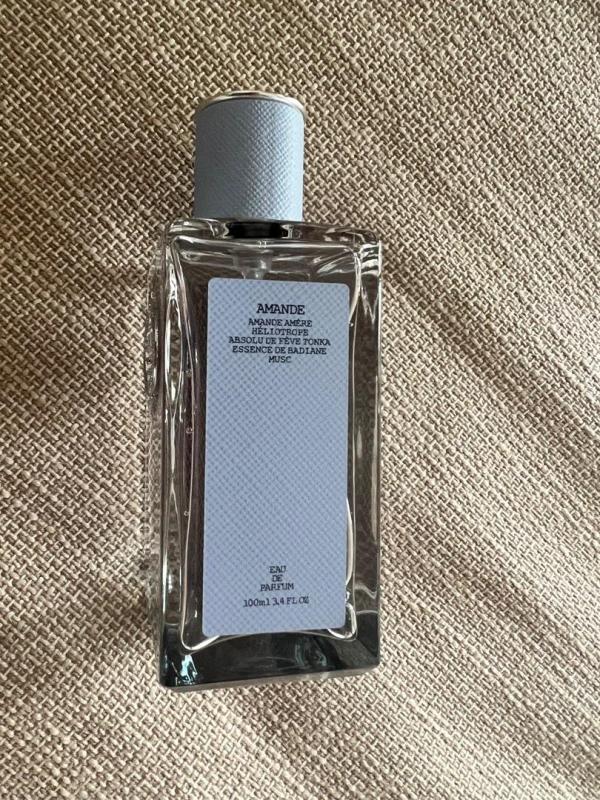 AMANDE
AMANDE AMÈRE
HÉLIOTROPE
ABSOLU DE FÈVE TONKA
ESSENCE DE BADIANE
MUSC
EAU
DE
PARFUM
100ml 3.4 FL OZ